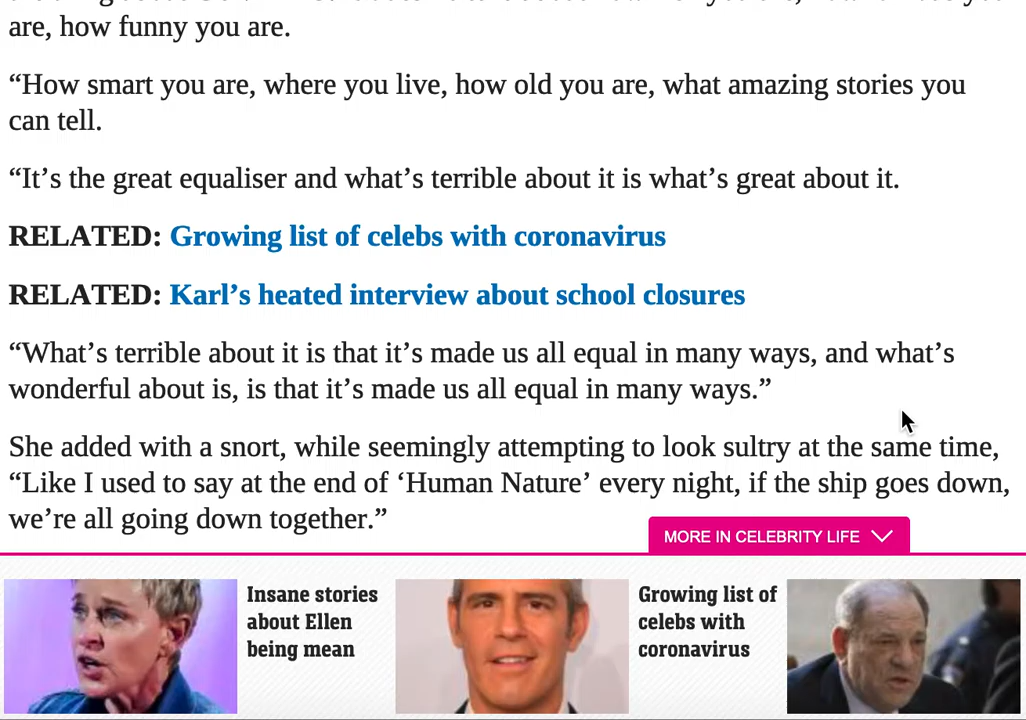 are, how funny you are.
“How smart you are, where you live, how old you are, what amazing stories you
can tell.
“It’s the great equaliser and what’s terrible about it is what’s great about it.
RELATED: Growing list of celebs with coronavirus
RELATED: Karl’s heated interview about school closures
“What’s terrible about it is that it’s made us all equal in many ways, and what’s
wonderful about is, is that it’s made us all equal in many ways.”
She added with a snort, while seemingly attempting to look sultry at the same time,
“Like I used to say at the end of ‘Human Nature’ every night, if the ship goes down,
we’re all going down together.”
MORE IN CELEBRITY LIFE
Insane stories
about Ellen
being mean
Growing list of
celebs with
coronavirus